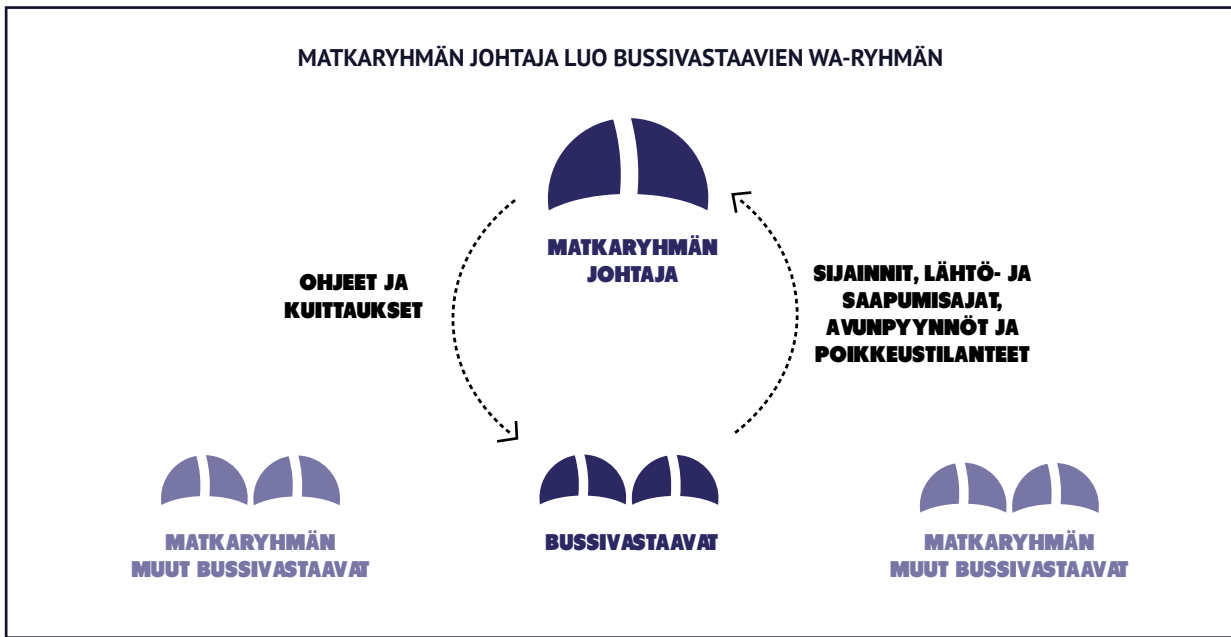 MATKARYHMÄN JOHTAJA LUO BUSSIVASTAAVIEN WA-RYHMÄN
MATKARYHMÄN
JOHTAJA
OHJEET JA
KUITTAUKSET
SIJAINNIT, LÄHTÖ- JA
SAAPUMISAJAT,
AVUNPYYNNÖT JA
POIKKEUSTILANTEET
MATKARYHMÄN
MUUT BUSSIVASTAAVAT
BUSSIVASTAAVAT
MATKARYHMÄN
MUUT BUSSIVASTAAVAT